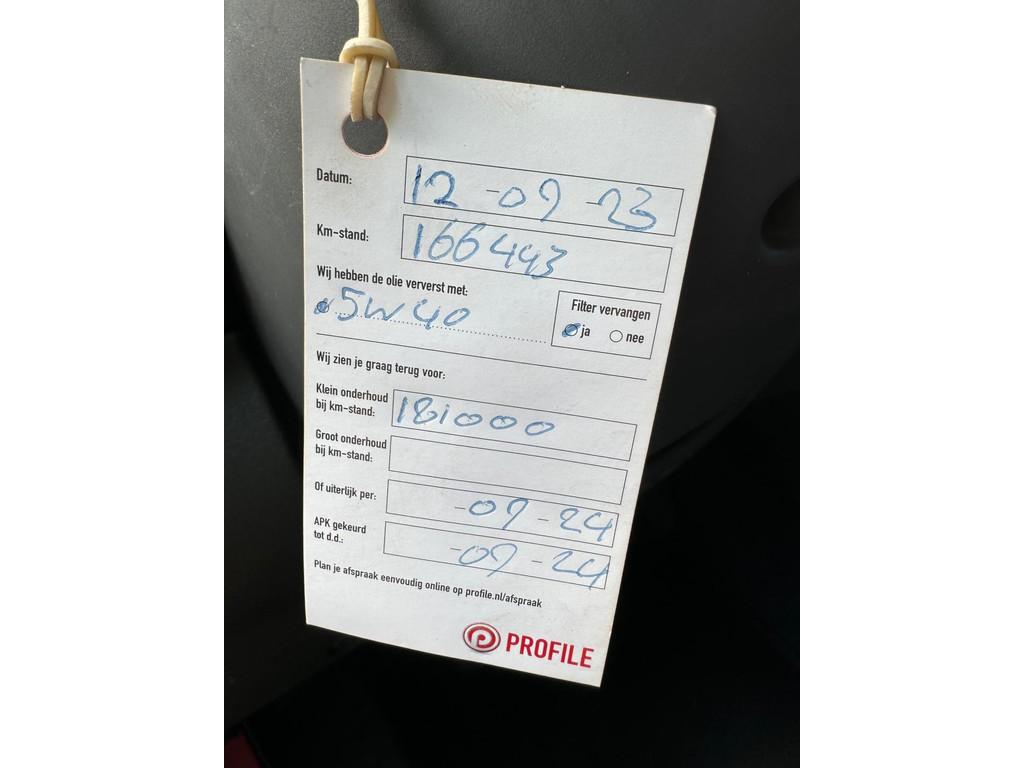 Datum: 12-09-23
Km-stand: 166443
Wij hebben de olie ververst met:
5W40
Filter vervangen
ja nee
Wij zien je graag terug voor:
Klein onderhoud
bij km-stand: 181000
Groot onderhoud
bij km-stand:
Of uiterlijk per: -09-24
APK gekeurd
tot d.d.: -09-24
Plan je afspraak eenvoudig online op profile.nl/afspraak
PROFILE